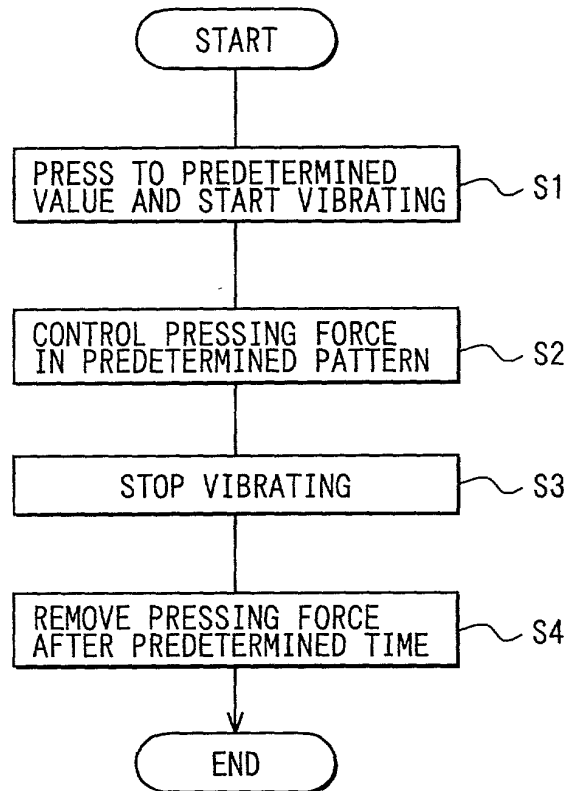 START
PRESS TO PREDETERMINED
VALUE AND START VIBRATING
S1
CONTROL PRESSING FORCE
IN PREDETERMINED PATTERN
S2
STOP VIBRATING
S3
REMOVE PRESSING FORCE
AFTER PREDETERMINED TIME
S4
END